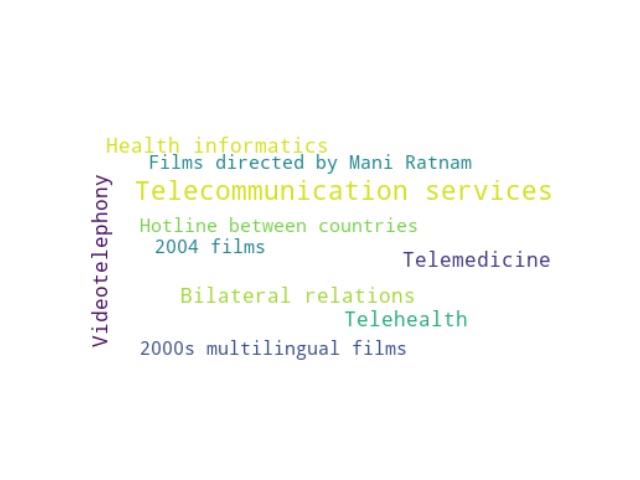 Health informatics
Films directed by Mani Ratnam
Telecommunication services
Videotelephony
Hotline between countries
2004 films
Telemedicine
Bilateral relations
Telehealth
2000s multilingual films